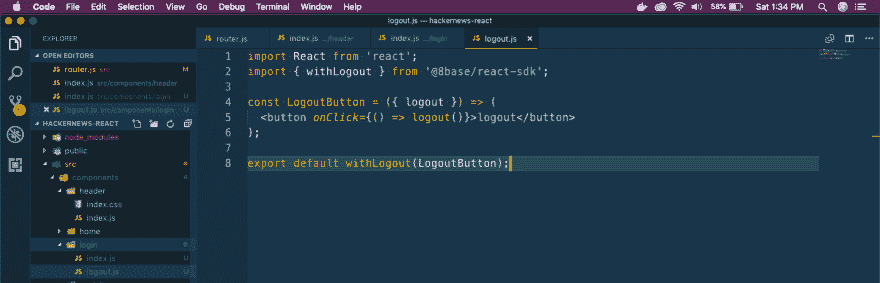 Code File Edit Selection View Go Debug Terminal Window Help 58% Sat 1:34 PM
logout.js — hackernews-react
EXPLORER
JS router.js JS index.js .../header JS index.js .../login JS logout.js ×
OPEN EDITORS
JS router.js src
JS index.js src/components/header
JS index.js src/components/login U
× JS logout.js src/components/login U
HACKERNEWS-REACT
node_modules
public
src
components
header
index.css
JS index.js
home
login
JS index.js U
JS logout.js U
1 import React from 'react';
2 import { withLogout } from '@8base/react-sdk';
3
4 const LogoutButton = ({ logout }) => (
5 <button onClick={() => logout()}>logout</button>
6 );
7
8 export default withLogout(LogoutButton);